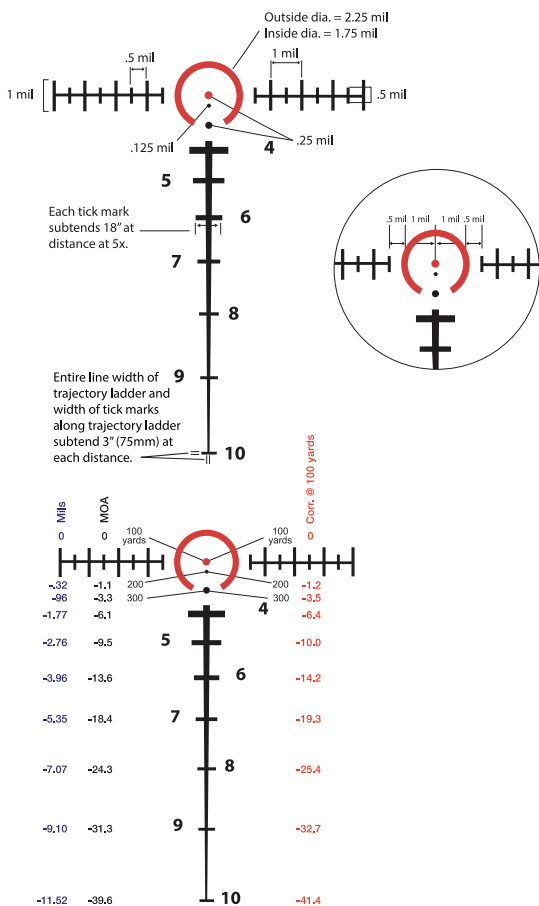 Outside dia. = 2.25 mil
Inside dia. = 1.75 mil
.5 mil
1 mil
1 mil
.5 mil
.125 mil
.25 mil
4
5
Each tick mark
subtends 18" at
distance at 5x.
6
7
8
9
10
.5 mil 1 mil 1 mil .5 mil
Entire line width of
trajectory ladder and
width of tick marks
along trajectory ladder
subtend 3" (75mm) at
each distance.
Mils
MOA
Corr. @ 100 yards
0 0 0
100
yards
100
yards
200 200
300 300
-.32 -1.1 -1.2
-96 -3.3 -3.5
4
-1.77 -6.1 -6.4
-2.76 -9.5 5 -10.0
-3.96 -13.6 6 -14.2
-5.35 -18.4 7 -19.3
-7.07 -24.3 8 -25.4
-9.10 -31.3 9 -32.7
-11.52 -39.6 10 -41.4